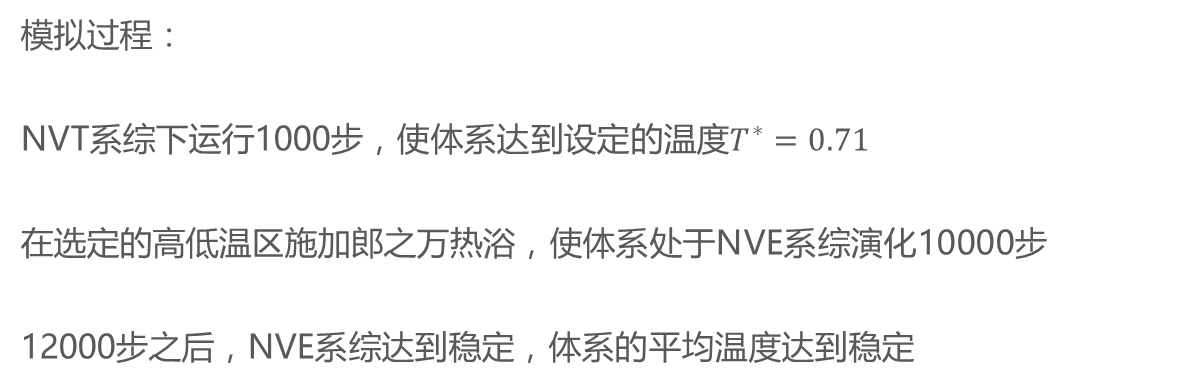 模拟过程：
NVT系综下运行1000步，使体系达到设定的温度T* = 0.71
在选定的高低温区施加郎之万热浴，使体系处于NVE系综演化10000步
12000步之后，NVE系综达到稳定，体系的平均温度达到稳定